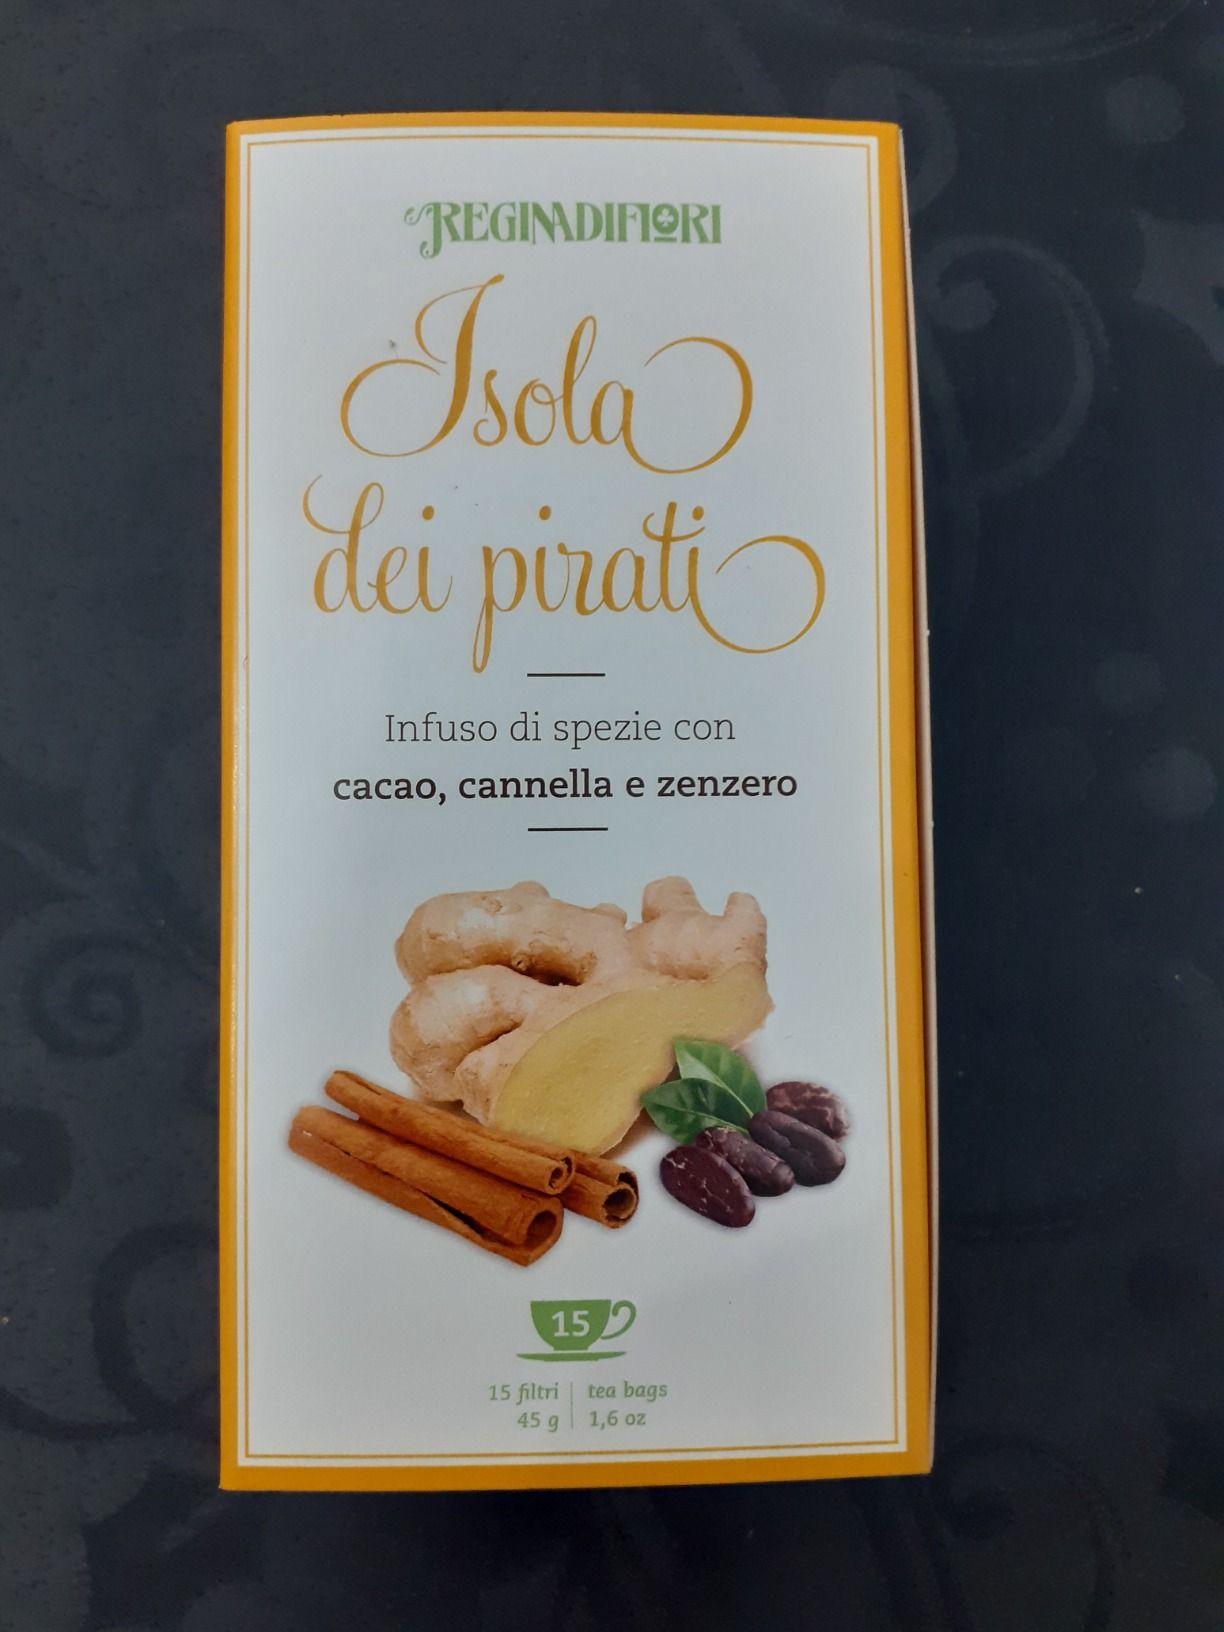 REGINADIFIORI
Isola
dei pirati
Infuso di spezie con
cacao, cannella e zenzero
15
15 filtri | tea bags
45 g | 1,6 oz